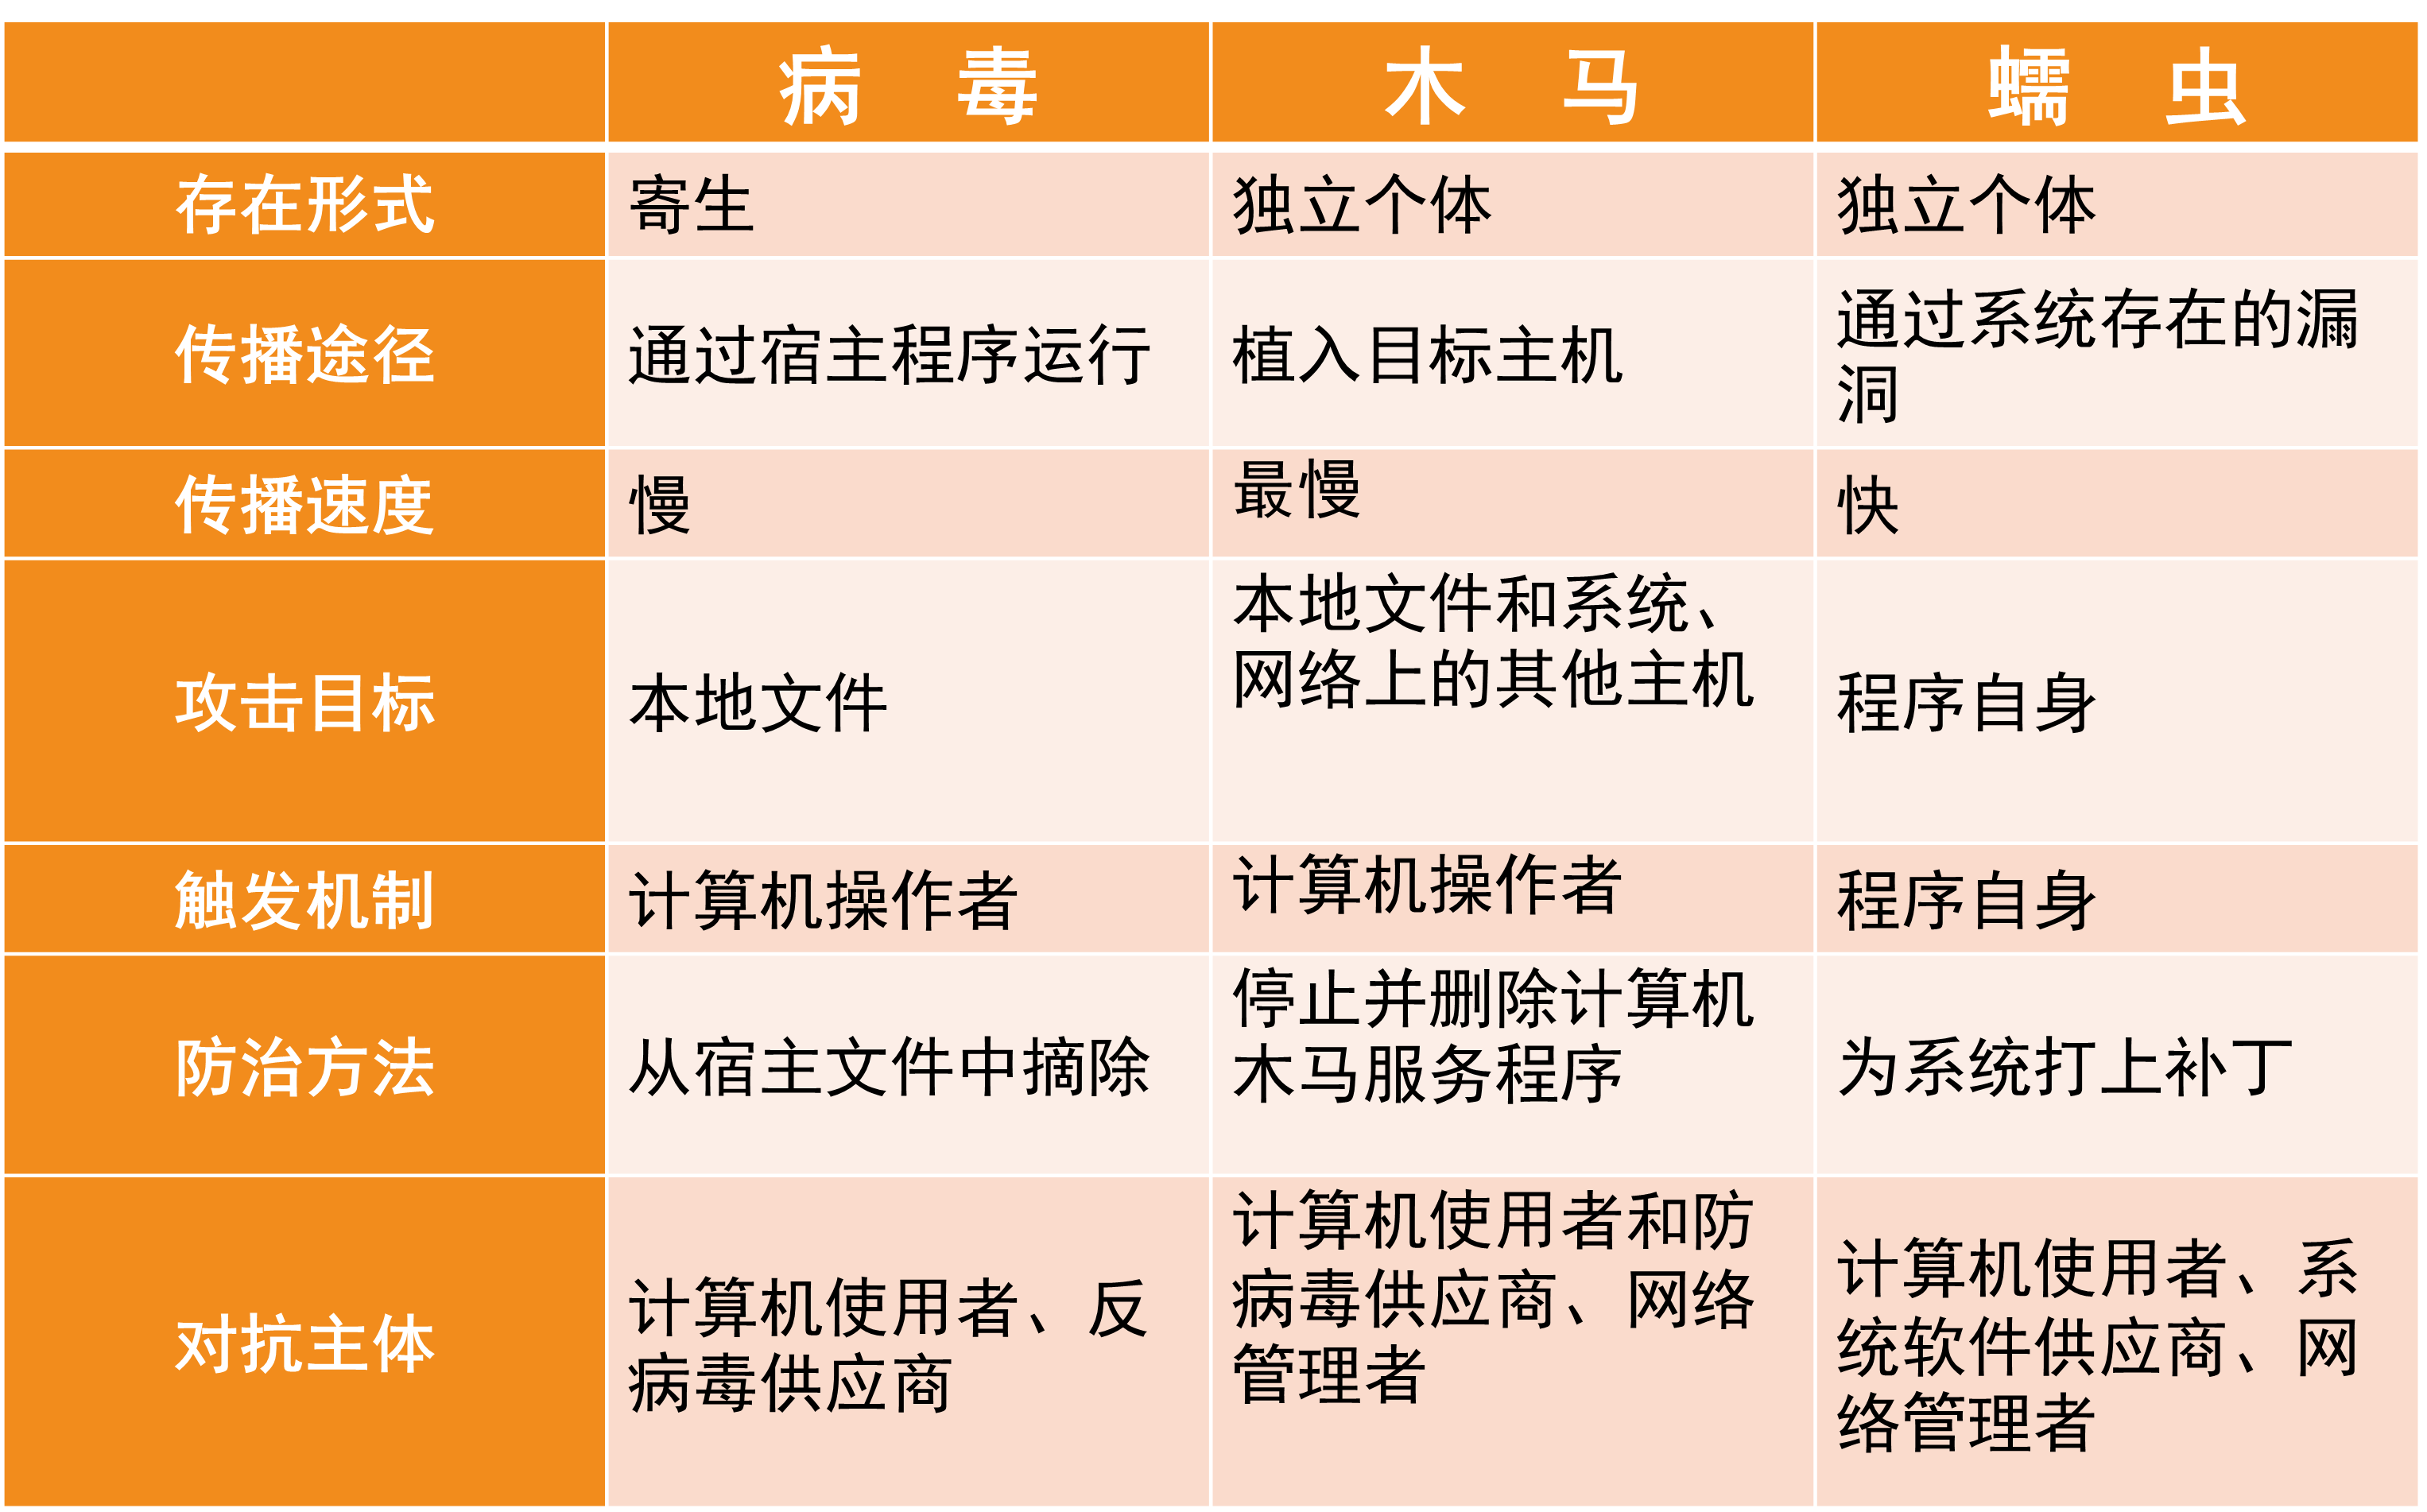 病 毒 木 马 蠕 虫
存在形式 寄生 独立个体 独立个体
传播途径 通过宿主程序运行 植入目标主机 通过系统存在的漏
洞
传播速度 慢 最慢 快
攻击目标 本地文件 本地文件和系统、
网络上的其他主机
程序自身
触发机制 计算机操作者 计算机操作者 程序自身
防治方法 从宿主文件中摘除 停止并删除计算机
木马服务程序
为系统打上补丁
对抗主体 计算机使用者、反
病毒供应商
计算机使用者和防
病毒供应商、网络
管理者
计算机使用者、系
统软件供应商、网
络管理者